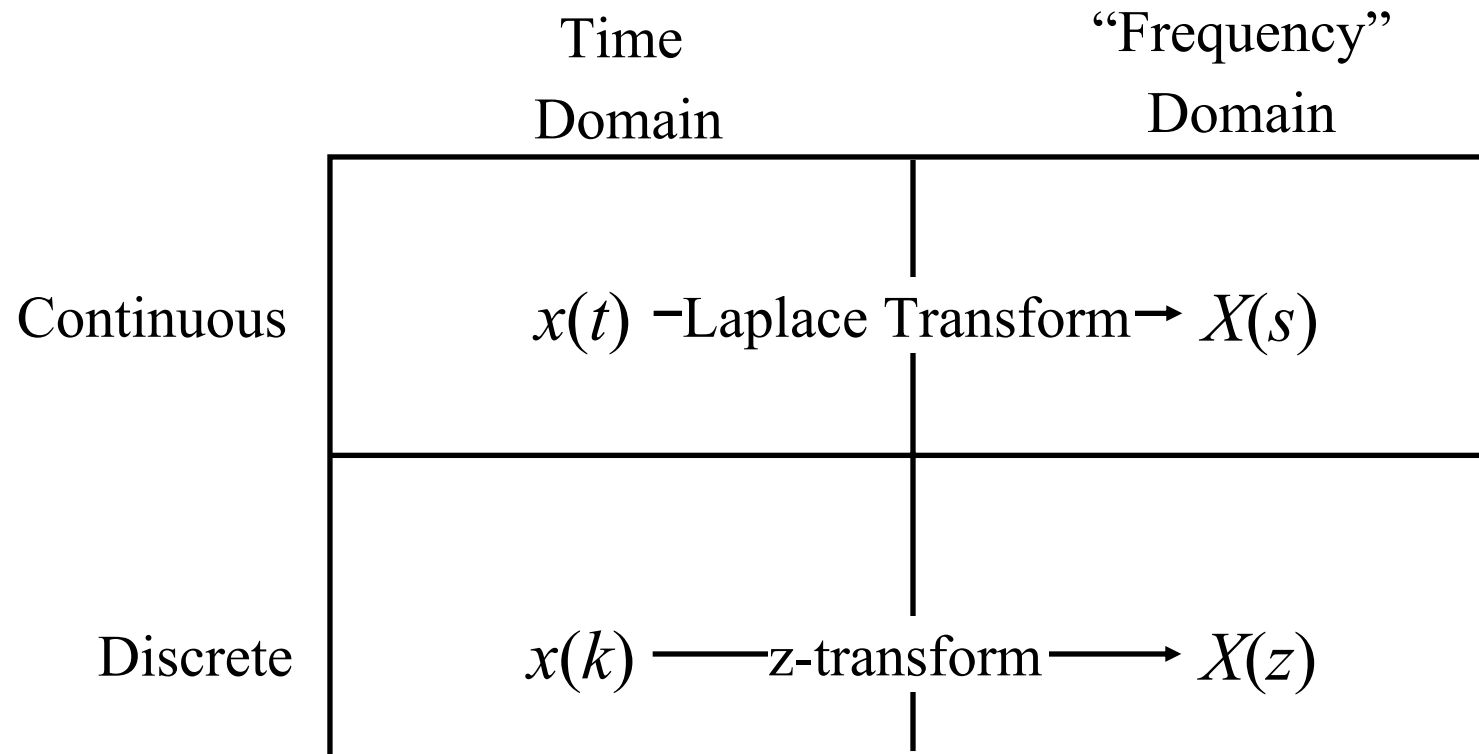 Time
Domain
“Frequency”
Domain
Continuous
x(t) Laplace Transform X(s)
Discrete
x(k) z-transform X(z)